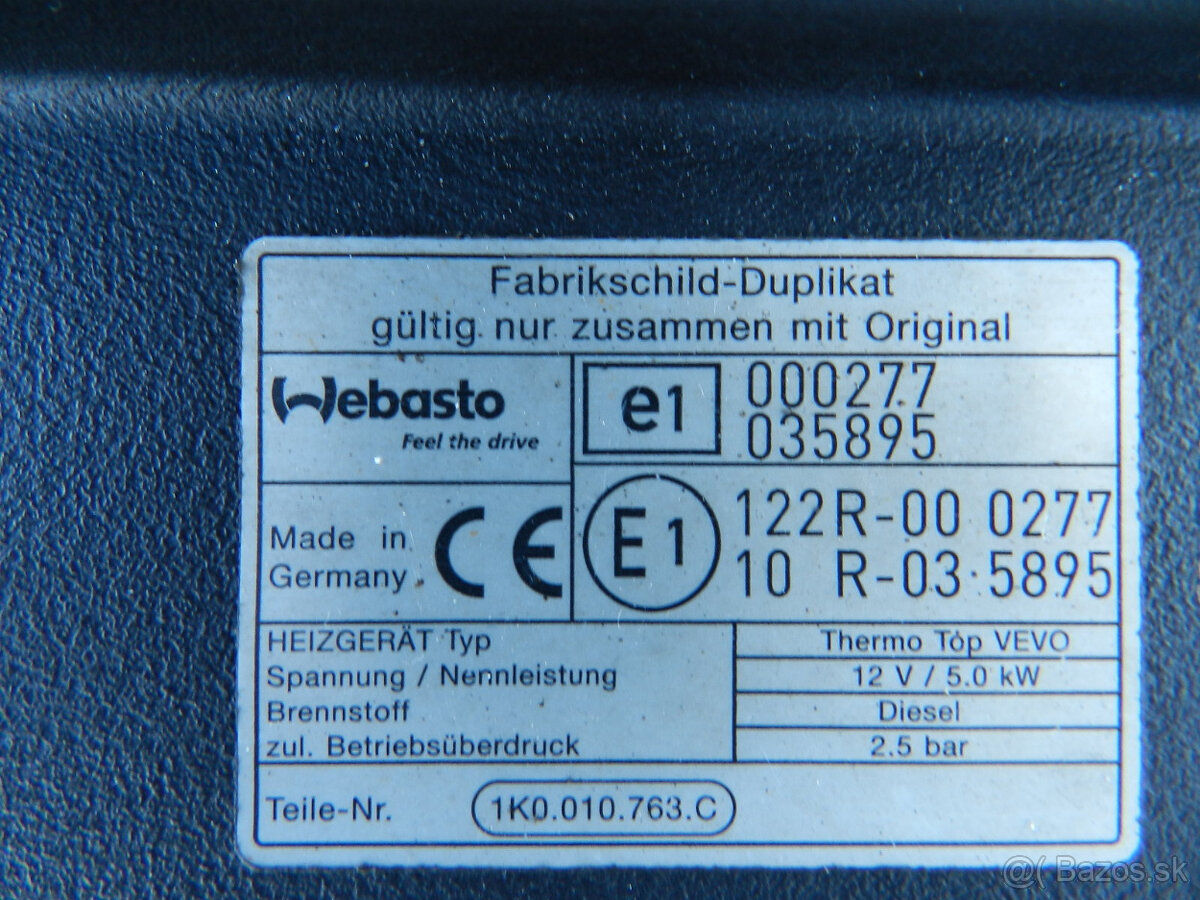 Fabrikschild-Duplikat
gültig nur zusammen mit Original
Webasto
Feel the drive
e1
000277
035895
Made in
Germany
CE
E1
122R-00 0277
10 R-03 5895
HEIZGERÄT Typ
Thermo Top VEVO
Spannung / Nennleistung
12 V / 5.0 kW
Brennstoff
Diesel
zul. Betriebsüberdruck
2.5 bar
Teile-Nr.
1K0.010.763.C
@( Bazos.sk